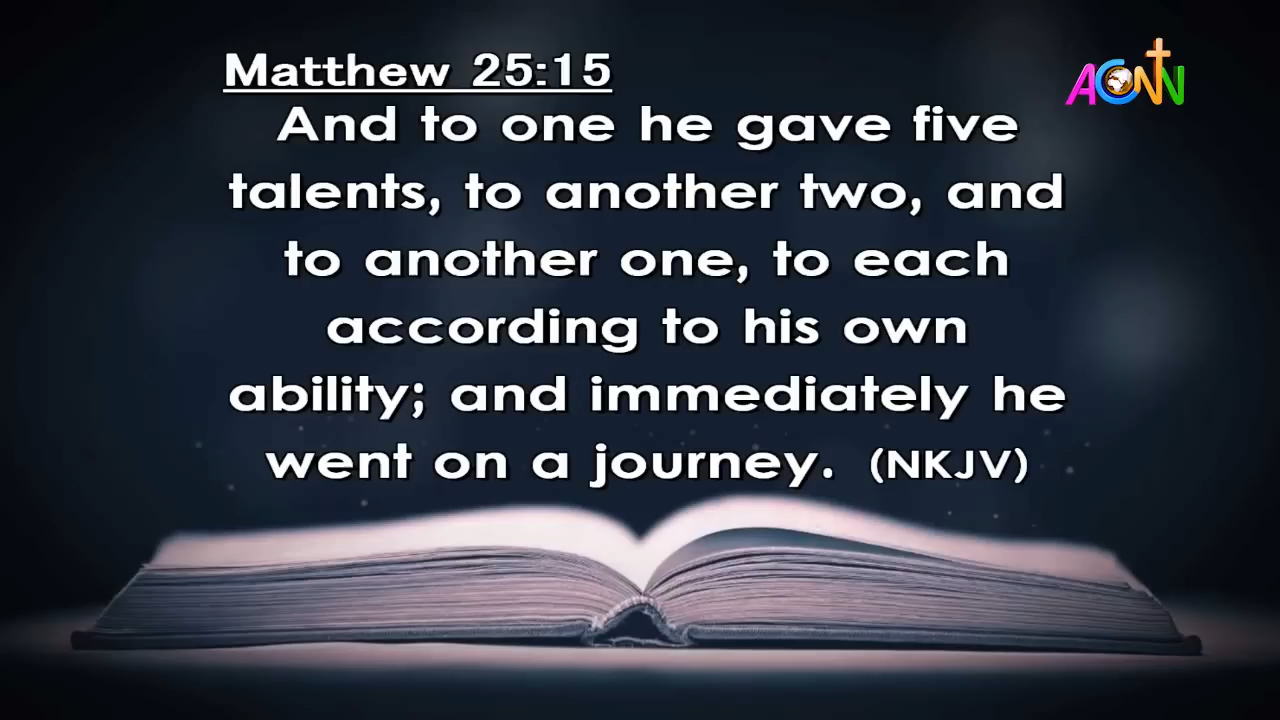 Matthew 25:15
ACNN
And to one he gave five
talents, to another two, and
to another one, to each
according to his own
ability; and immediately he
went on a journey. (NKJV)